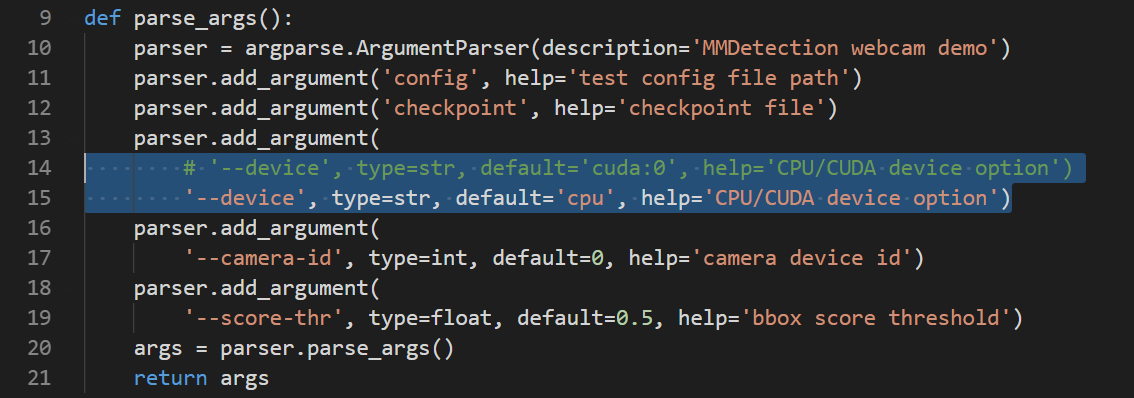 9 def parse_args():
10     parser = argparse.ArgumentParser(description='MMDetection webcam demo')
11     parser.add_argument('config', help='test config file path')
12     parser.add_argument('checkpoint', help='checkpoint file')
13     parser.add_argument(
14         # '--device', type=str, default='cuda:0', help='CPU/CUDA device option')
15         '--device', type=str, default='cpu', help='CPU/CUDA device option')
16     parser.add_argument(
17         '--camera-id', type=int, default=0, help='camera device id')
18     parser.add_argument(
19         '--score-thr', type=float, default=0.5, help='bbox score threshold')
20     args = parser.parse_args()
21     return args